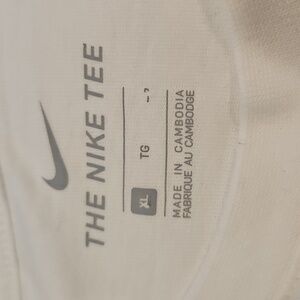 THE NIKE TEE
XL
TG
MADE IN CAMBODIA
FABRIQUE AU CAMBODGE